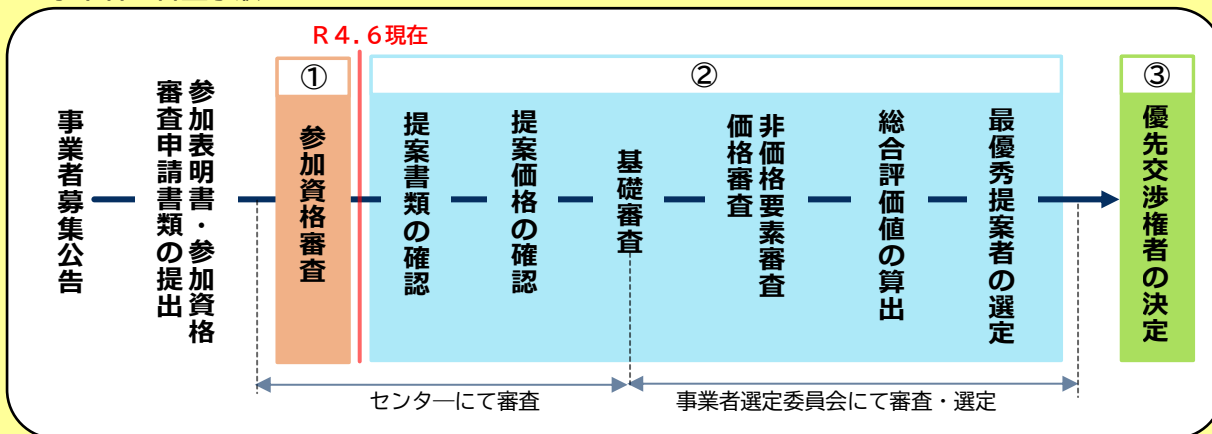 R4.6現在
①
②
③
事業者募集公告
参加表明書・参加資格
審査申請書類の提出
参加資格審査
提案書類の確認
提案価格の確認
基礎審査
非価格要素審査
価格審査
総合評価値の算出
最優秀提案者の選定
優先交渉権者の決定
センターにて審査
事業者選定委員会にて審査・選定